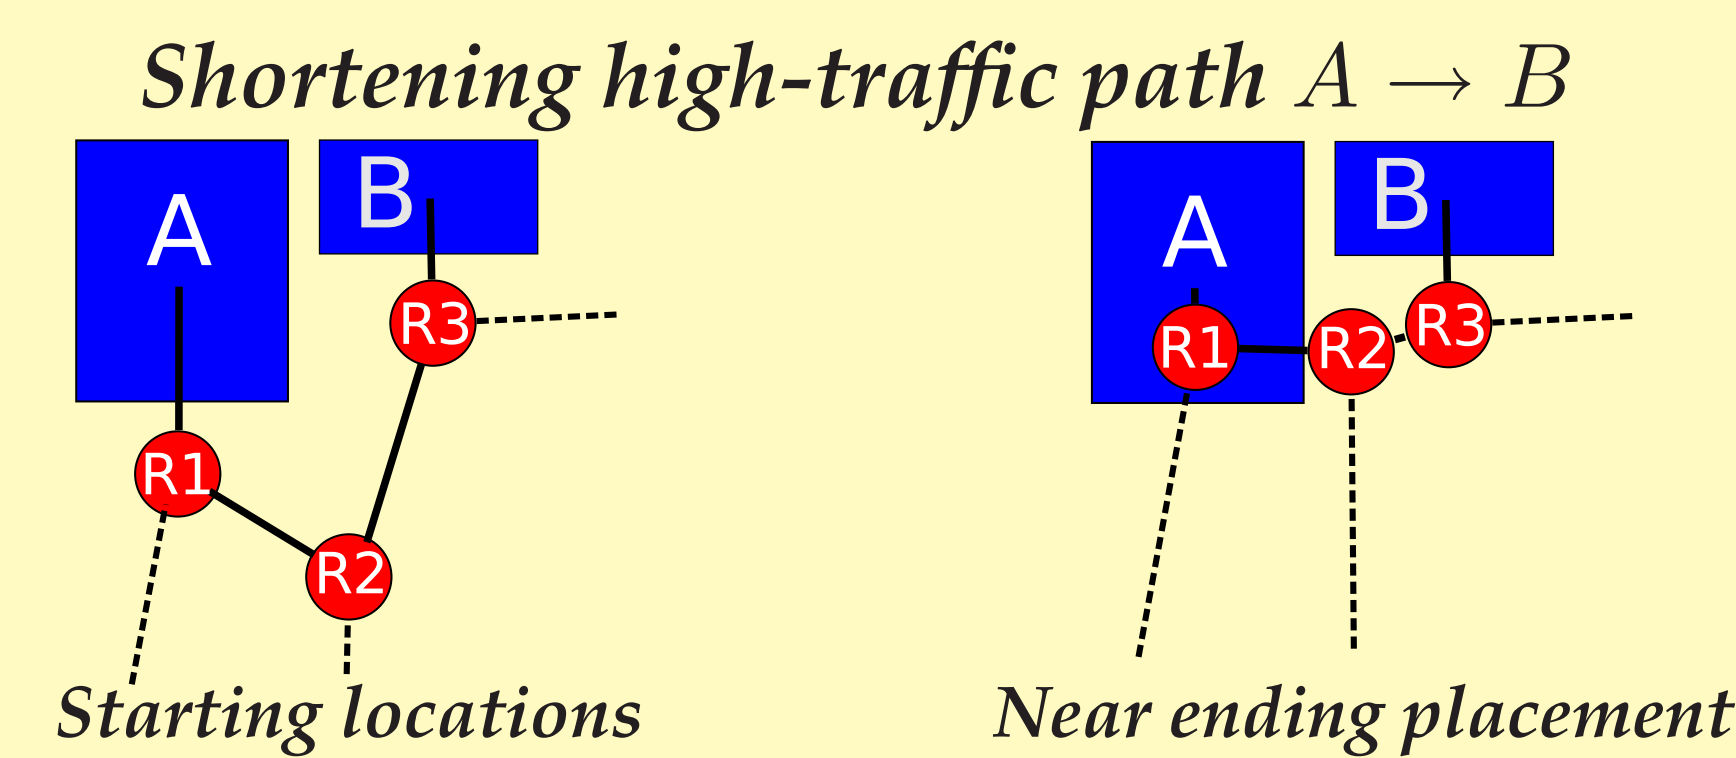 Shortening high-traffic path A → B
A
B
R3
R1
R2
Starting locations
A
B
R1
R2
R3
Near ending placement